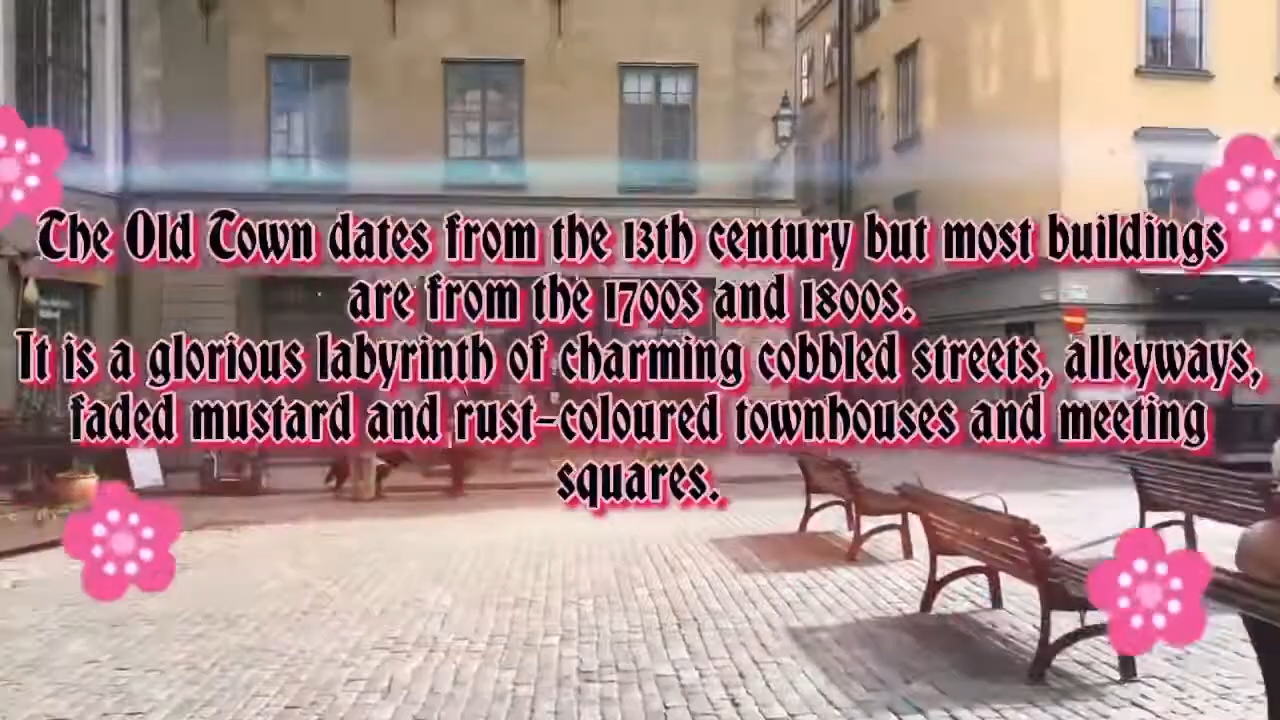 The Old Town dates from the 13th century but most buildings
are from the 1700s and 1800s.
It is a glorious labyrinth of charming cobbled streets, alleyways,
faded mustard and rust-coloured townhouses and meeting
squares.